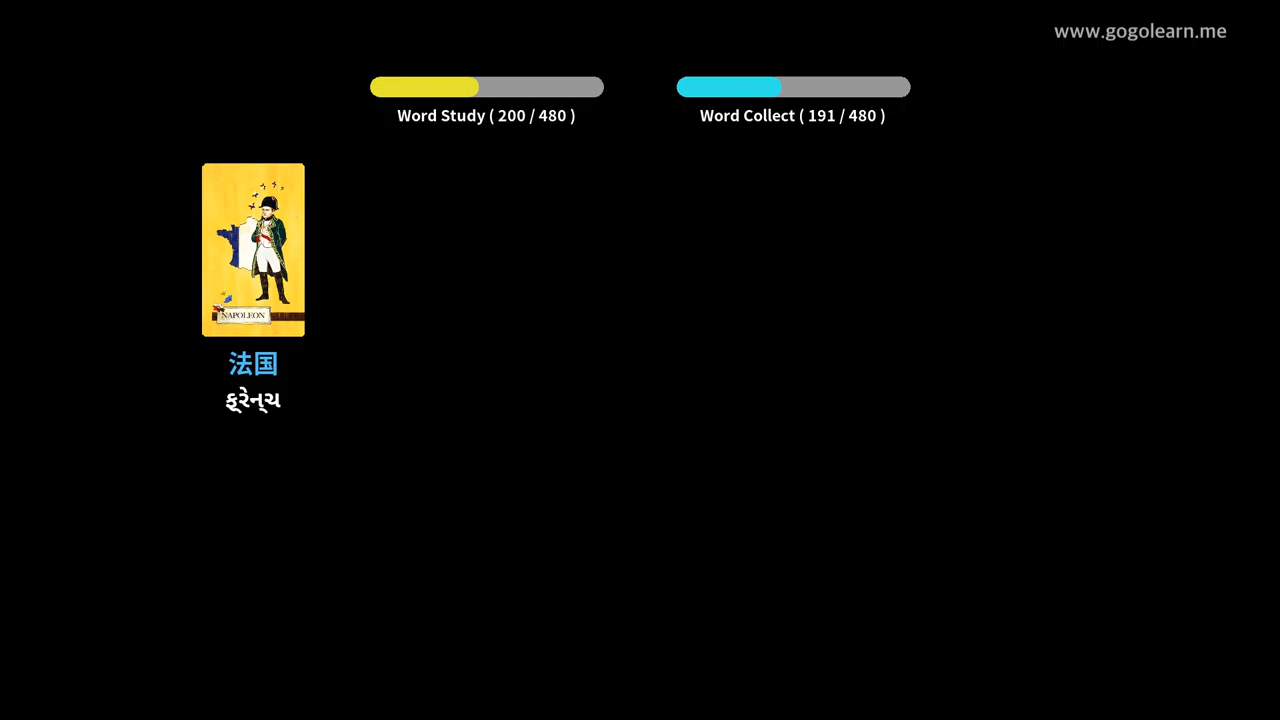 www.gogolearn.me
Word Study ( 200 / 480 )
Word Collect ( 191 / 480 )
NAPOLEON
法国
ફ્રેન્ચ